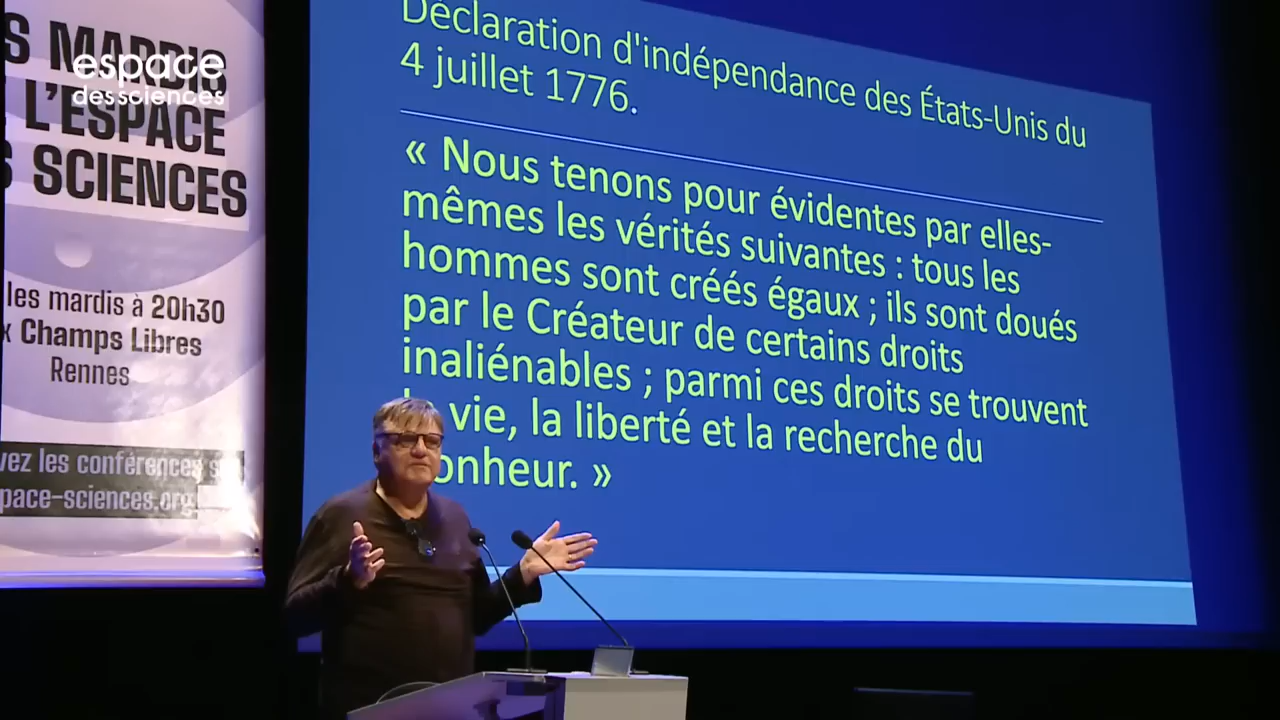 S MARDIS
L'ESPACE
SCIENCES
les mardis à 20h30
Champs Libres
Rennes
vez les conférences
pace-sciences.org
espace
des sciences
Déclaration d'indépendance des États-Unis du
4 juillet 1776.
« Nous tenons pour évidentes par elles-
mêmes les vérités suivantes : tous les
hommes sont créés égaux ; ils sont doués
par le Créateur de certains droits
inaliénables ; parmi ces droits se trouvent
vie, la liberté et la recherche du
onheur. »